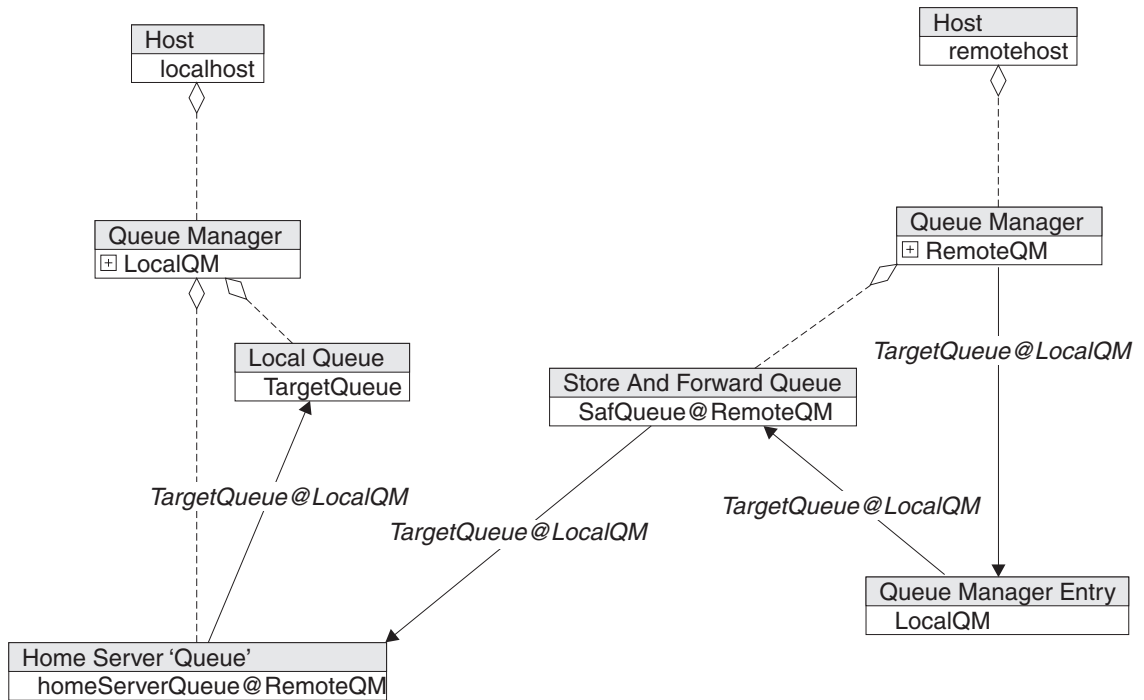 Host
localhost
Host
remotehost
Queue Manager
LocalQM
Queue Manager
RemoteQM
Local Queue
TargetQueue
TargetQueue@LocalQM
Store And Forward Queue
SafQueue@RemoteQM
TargetQueue@LocalQM
TargetQueue@LocalQM
TargetQueue@LocalQM
Queue Manager Entry
LocalQM
Home Server ‘Queue’
homeServerQueue@RemoteQM